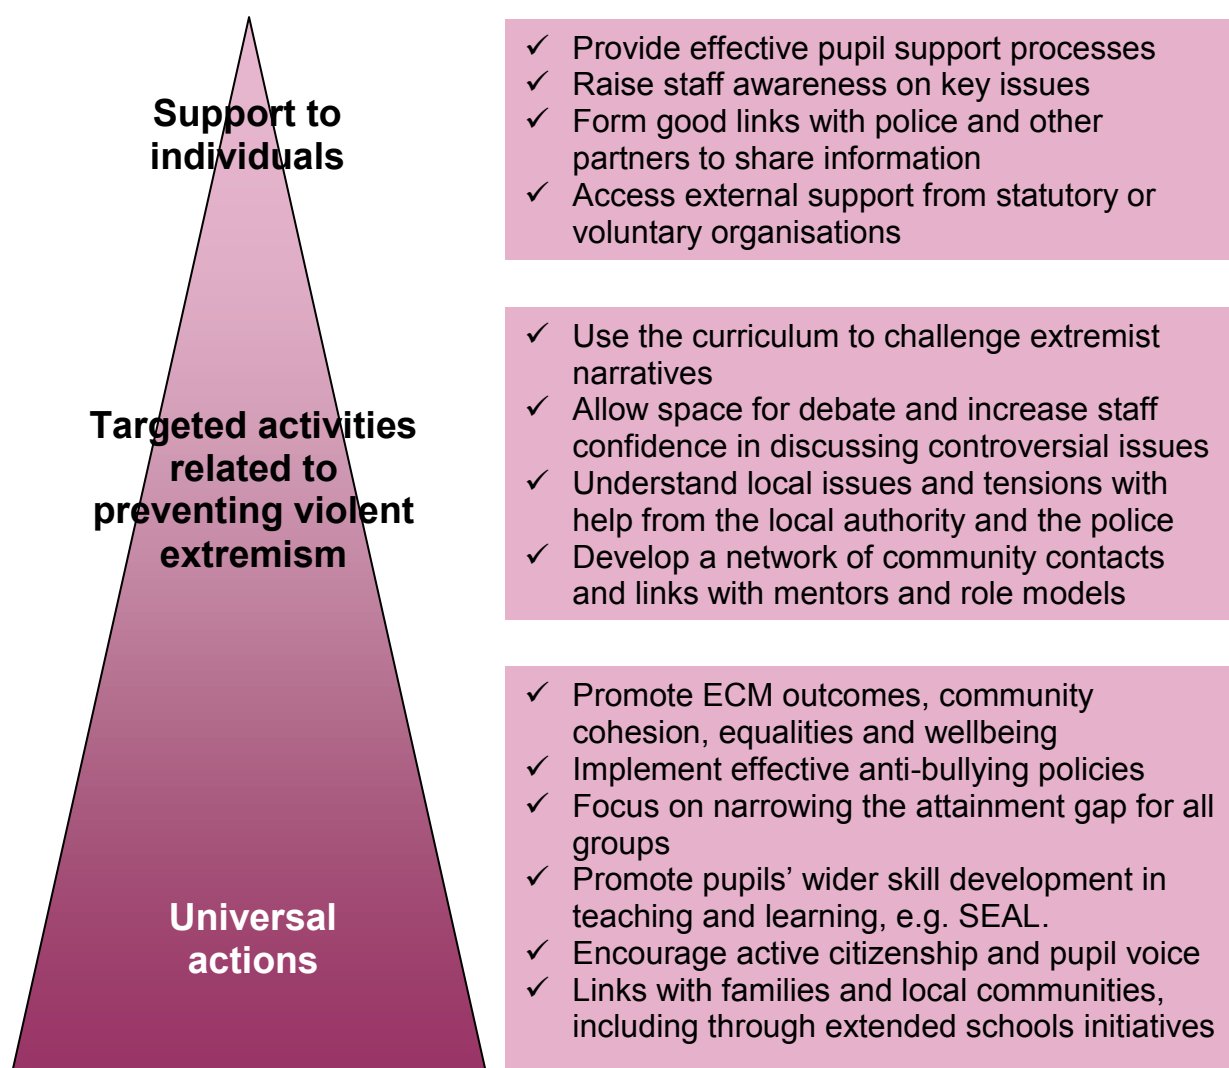 Support to
individuals
✓ Provide effective pupil support processes
✓ Raise staff awareness on key issues
✓ Form good links with police and other
partners to share information
✓ Access external support from statutory or
voluntary organisations
Targeted activities
related to
preventing violent
extremism
✓ Use the curriculum to challenge extremist
narratives
✓ Allow space for debate and increase staff
confidence in discussing controversial issues
✓ Understand local issues and tensions with
help from the local authority and the police
✓ Develop a network of community contacts
and links with mentors and role models
Universal
actions
✓ Promote ECM outcomes, community
cohesion, equalities and wellbeing
✓ Implement effective anti-bullying policies
✓ Focus on narrowing the attainment gap for all
groups
✓ Promote pupils’ wider skill development in
teaching and learning, e.g. SEAL.
✓ Encourage active citizenship and pupil voice
✓ Links with families and local communities,
including through extended schools initiatives